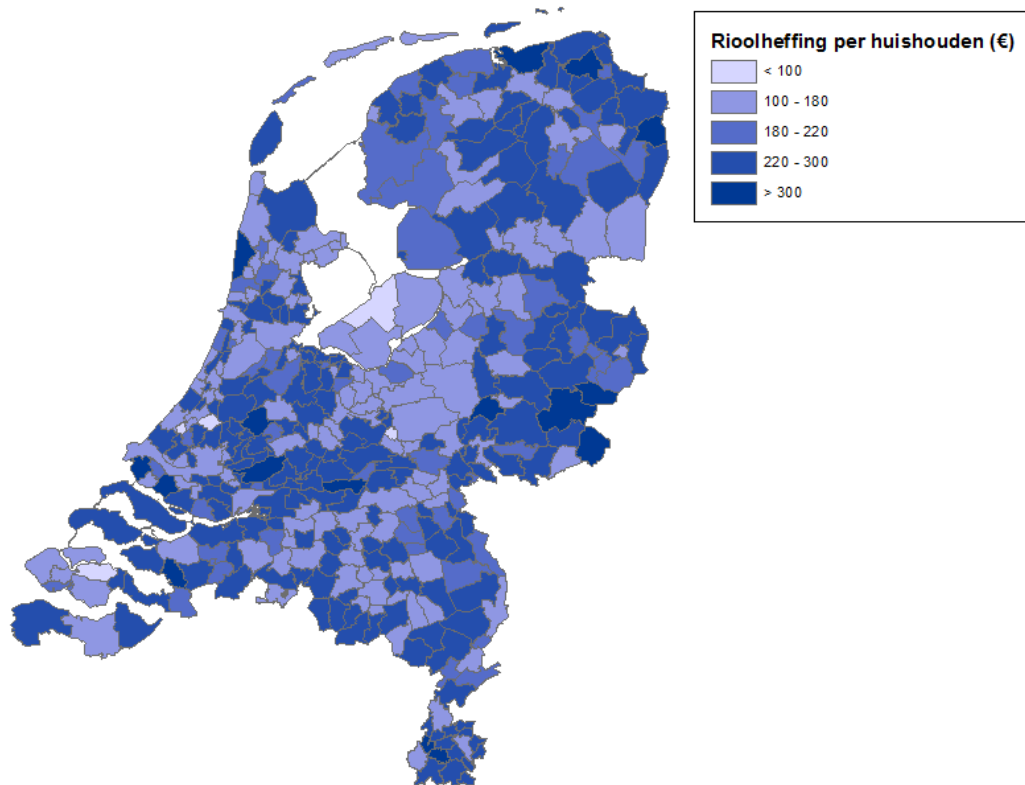 Rioolheffing per huishouden (€)
< 100
100 - 180
180 - 220
220 - 300
> 300